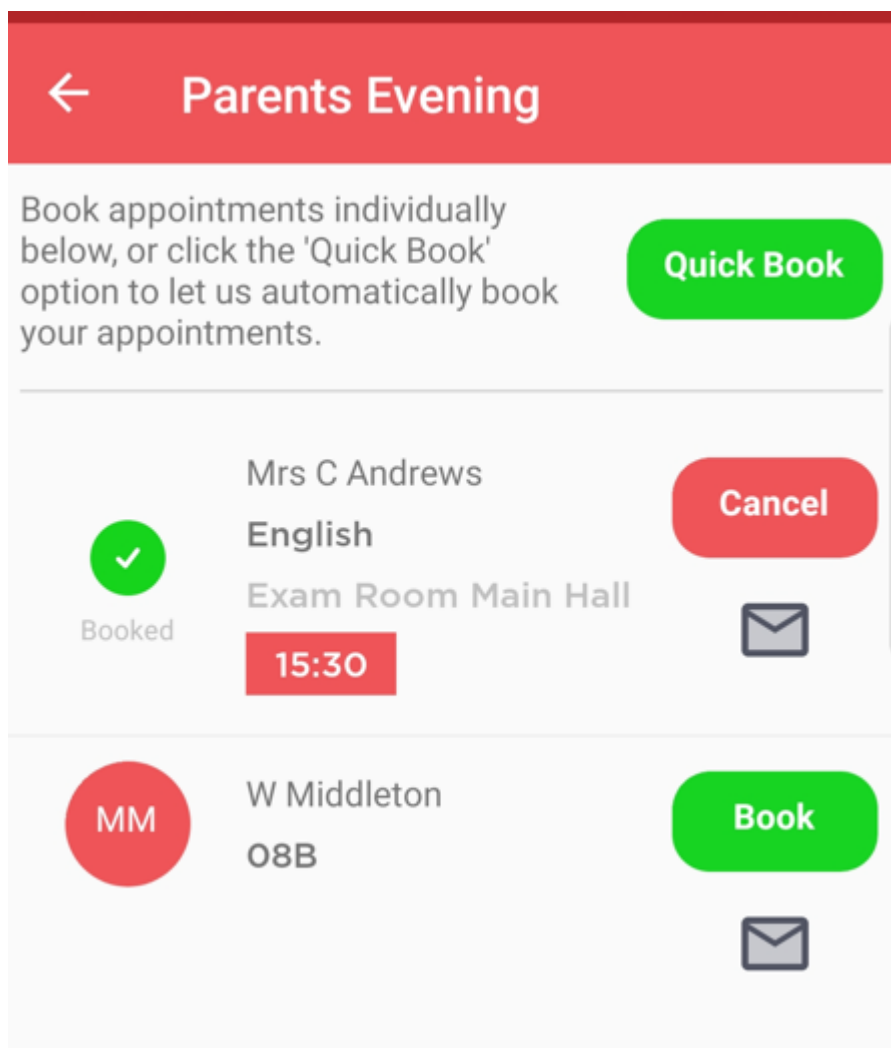 Parents Evening
Book appointments individually
below, or click the 'Quick Book'
option to let us automatically book
your appointments.
Quick Book
Mrs C Andrews
English
Exam Room Main Hall
15:30
Booked
Cancel
MM
W Middleton
08B
Book